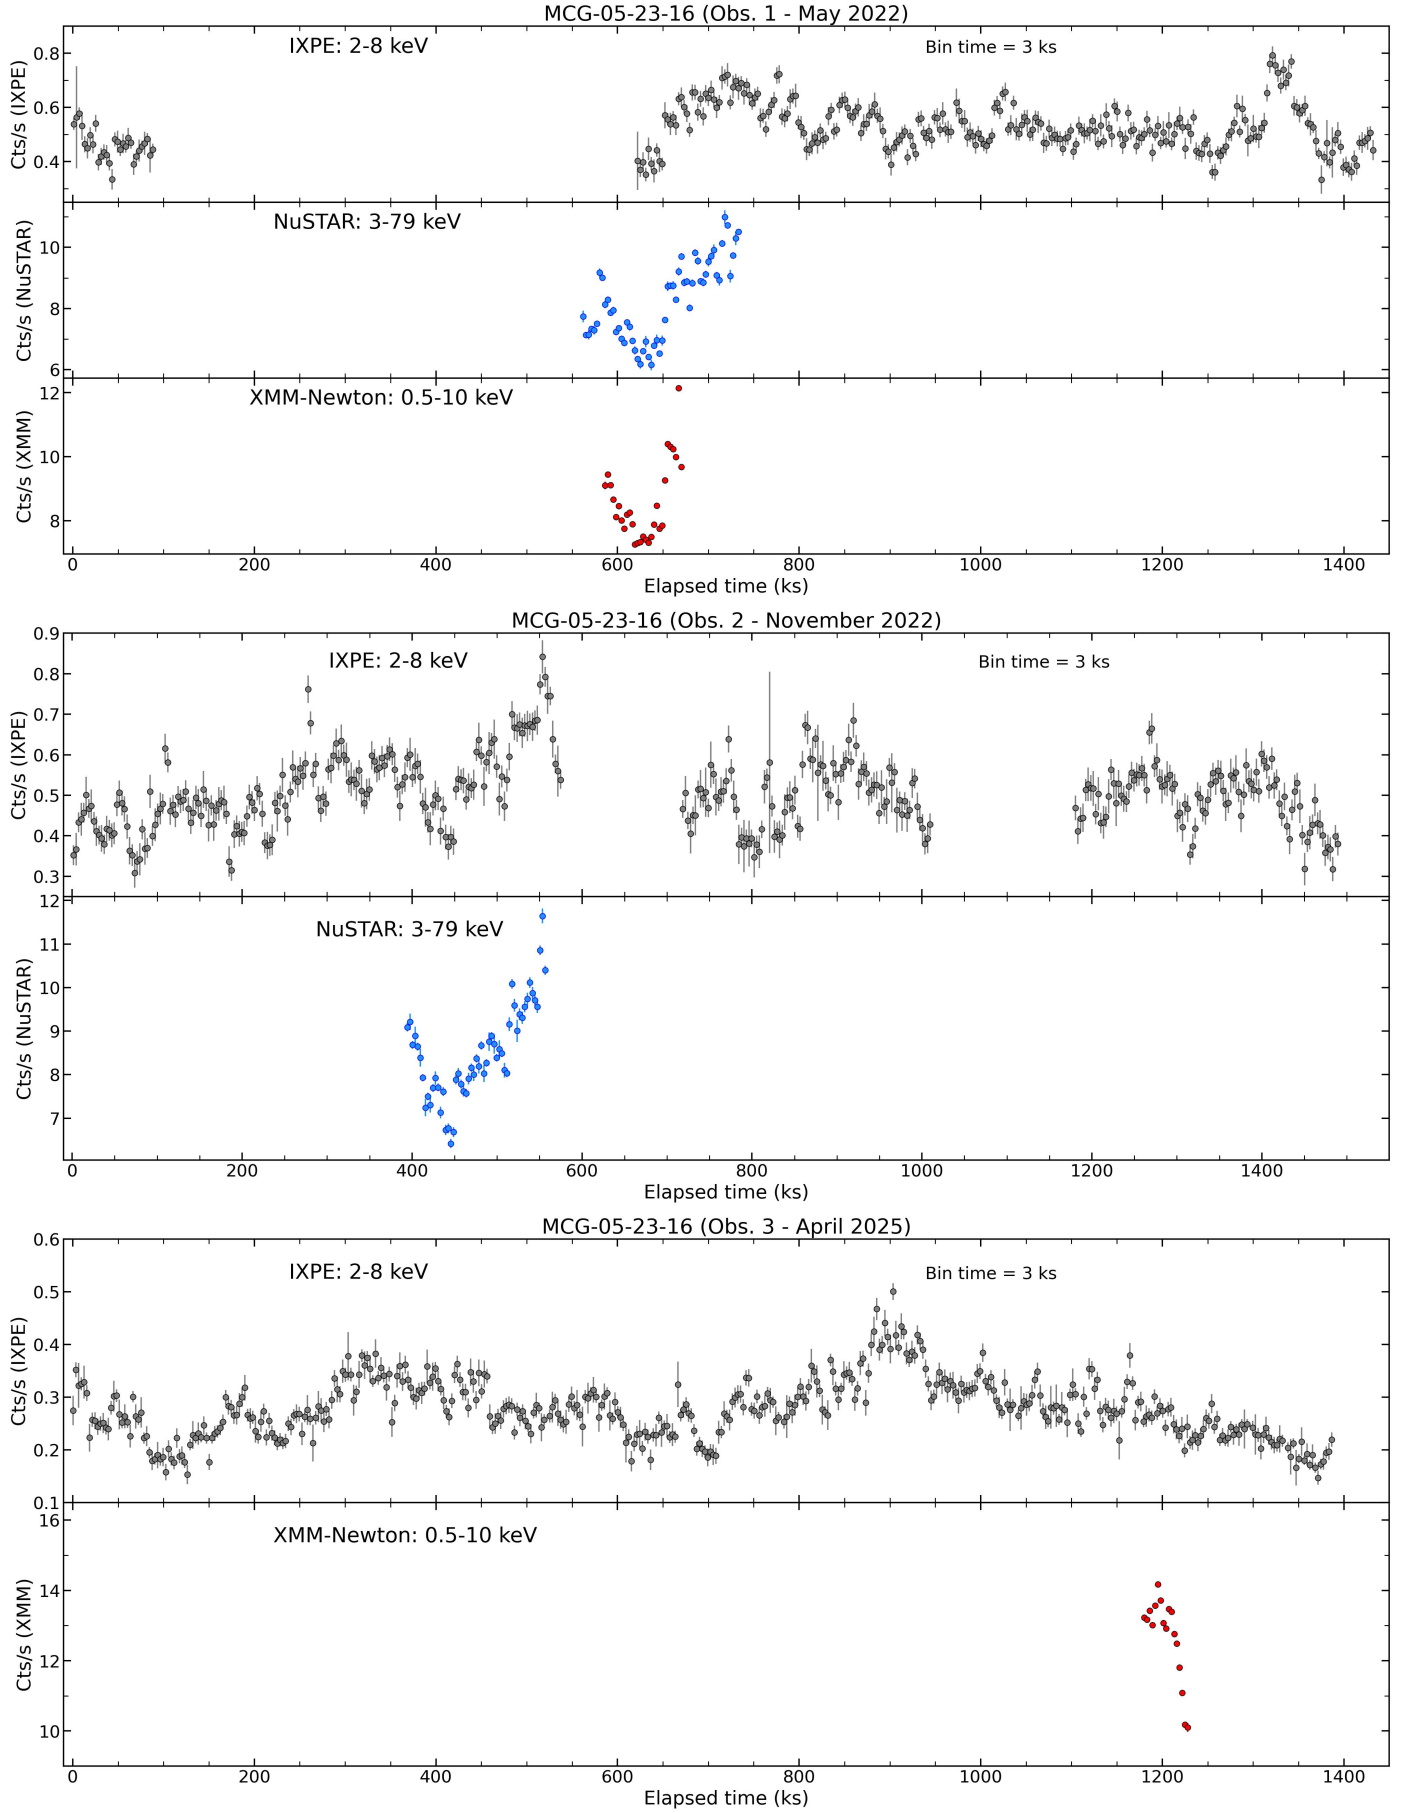 MCG-05-23-16 (Obs. 1 - May 2022)
IXPE: 2-8 keV
Bin time = 3 ks
Cts/s (IXPE)
0.8
0.6
0.4
NuSTAR: 3-79 keV
Cts/s (NuSTAR)
10
8
6
XMM-Newton: 0.5-10 keV
Cts/s (XMM)
12
10
8
0 200 400 600 800 1000 1200 1400
Elapsed time (ks)
MCG-05-23-16 (Obs. 2 - November 2022)
IXPE: 2-8 keV
Bin time = 3 ks
Cts/s (IXPE)
0.9
0.8
0.7
0.6
0.5
0.4
0.3
NuSTAR: 3-79 keV
Cts/s (NuSTAR)
12
11
10
9
8
7
0 200 400 600 800 1000 1200 1400
Elapsed time (ks)
MCG-05-23-16 (Obs. 3 - April 2025)
IXPE: 2-8 keV
Bin time = 3 ks
Cts/s (IXPE)
0.6
0.5
0.4
0.3
0.2
0.1
XMM-Newton: 0.5-10 keV
Cts/s (XMM)
16
14
12
10
0 200 400 600 800 1000 1200 1400
Elapsed time (ks)